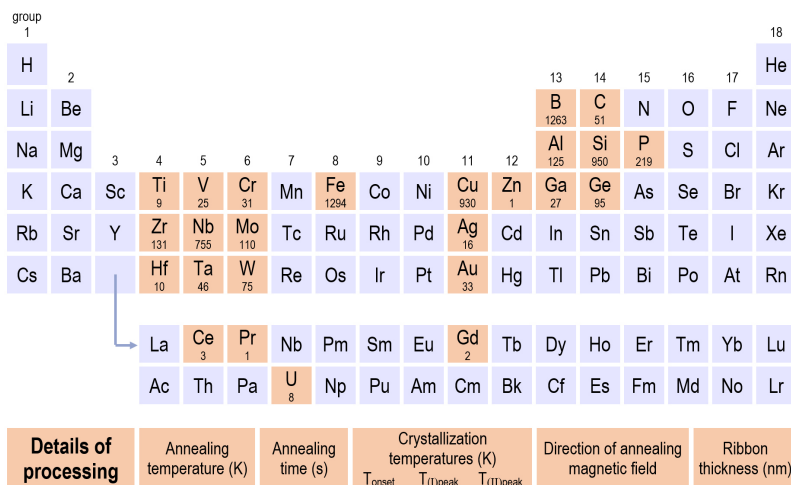 group
1 18
H He
2 13 14 15 16 17
Li Be B C N O F Ne
1263 51
Na Mg Al Si P S Cl Ar
3 4 5 6 7 8 9 10 11 12 125 950 219
K Ca Sc Ti V Cr Mn Fe Co Ni Cu Zn Ga Ge As Se Br Kr
9 25 31 1294 930 1 27 95
Rb Sr Y Zr Nb Mo Tc Ru Rh Pd Ag Cd In Sn Sb Te I Xe
131 755 110 16
Cs Ba Hf Ta W Re Os Ir Pt Au Hg Tl Pb Bi Po At Rn
10 46 75 33
La Ce Pr Nb Pm Sm Eu Gd Tb Dy Ho Er Tm Yb Lu
3 1 2
Ac Th Pa U Np Pu Am Cm Bk Cf Es Fm Md No Lr
8
Details of processing
Annealing temperature (K)
Annealing time (s)
Crystallization temperatures (K)
Tonset T(I)peak T(II)peak
Direction of annealing magnetic field
Ribbon thickness (nm)